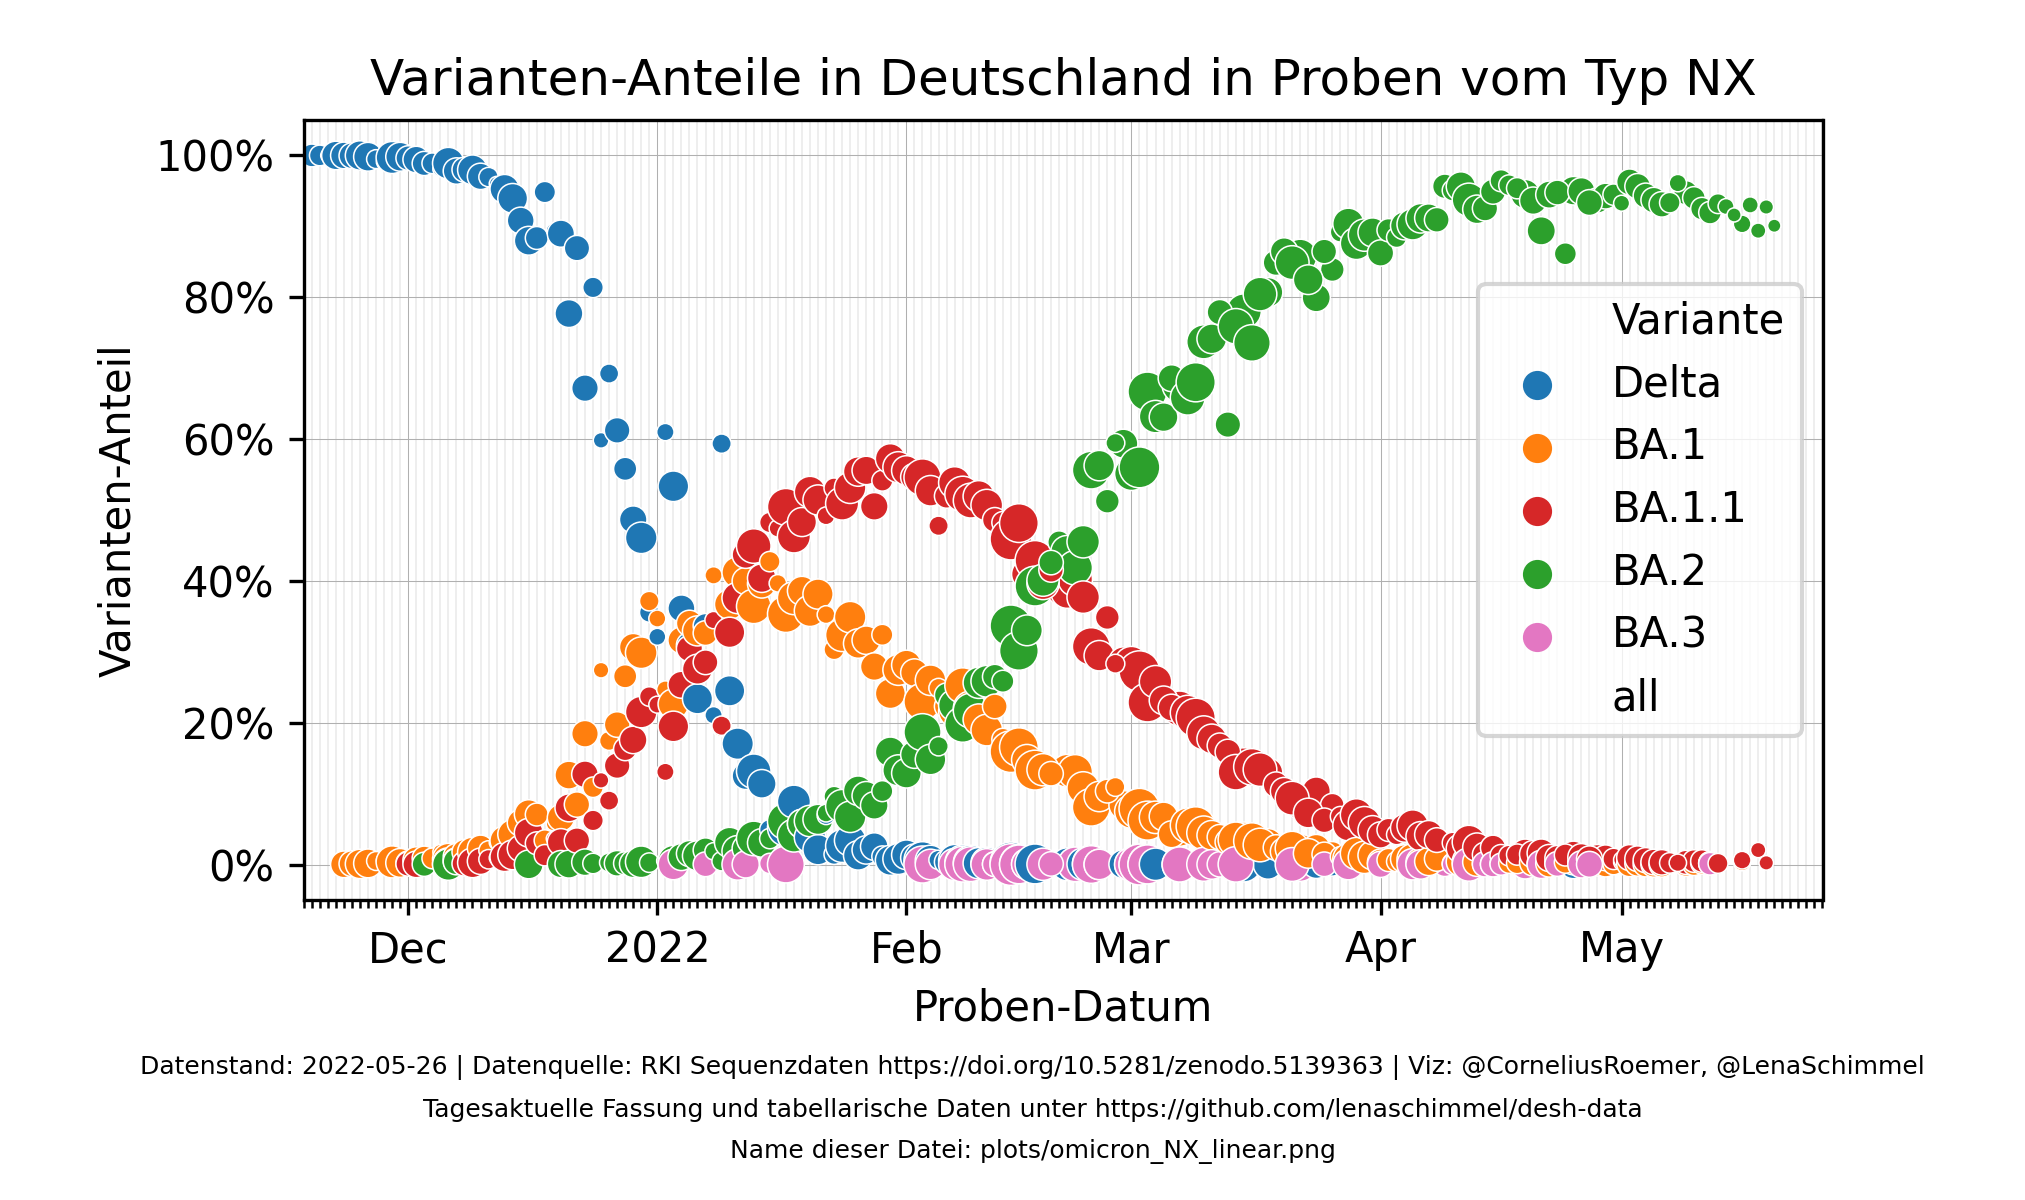 Varianten-Anteile in Deutschland in Proben vom Typ NX
Varianten-Anteil
100%
80%
60%
40%
20%
0%
Variante
Delta
BA.1
BA.1.1
BA.2
BA.3
all
Dec 2022 Feb Mar Apr May
Proben-Datum
Datenstand: 2022-05-26 | Datenquelle: RKI Sequenzdaten https://doi.org/10.5281/zenodo.5139363 | Viz: @CorneliusRoemer, @LenaSchimmel
Tagesaktuelle Fassung und tabellarische Daten unter https://github.com/lenaschimmel/desh-data
Name dieser Datei: plots/omicron_NX_linear.png